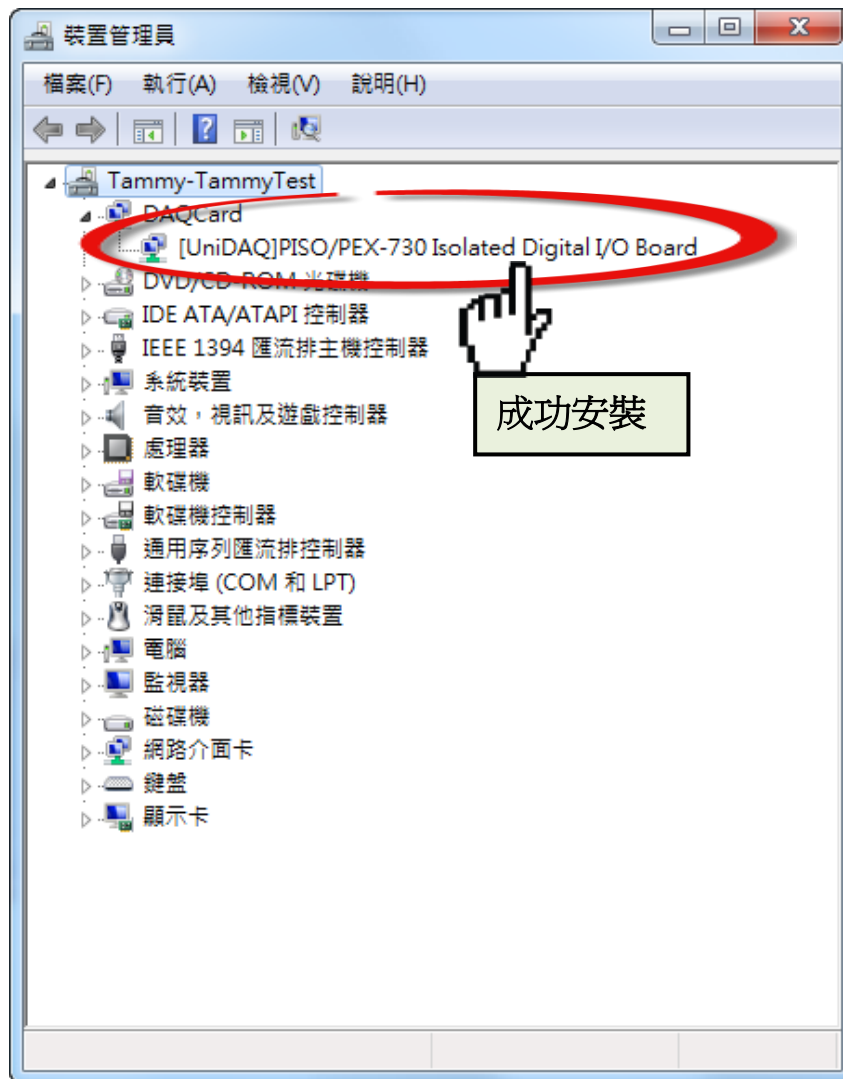 裝置管理員
檔案(F) 執行(A) 檢視(V) 說明(H)
Tammy-TammyTest
DAQCard
[UniDAQ]PISO/PEX-730 Isolated Digital I/O Board
DVD/CD-ROM 光碟機
IDE ATA/ATAPI 控制器
IEEE 1394 匯流排主機控制器
系統裝置
成功安裝
音效，視訊及遊戲控制器
處理器
軟碟機
軟碟機控制器
通用序列匯流排控制器
連接埠 (COM 和 LPT)
滑鼠及其他指標裝置
電腦
監視器
磁碟機
網路介面卡
鍵盤
顯示卡